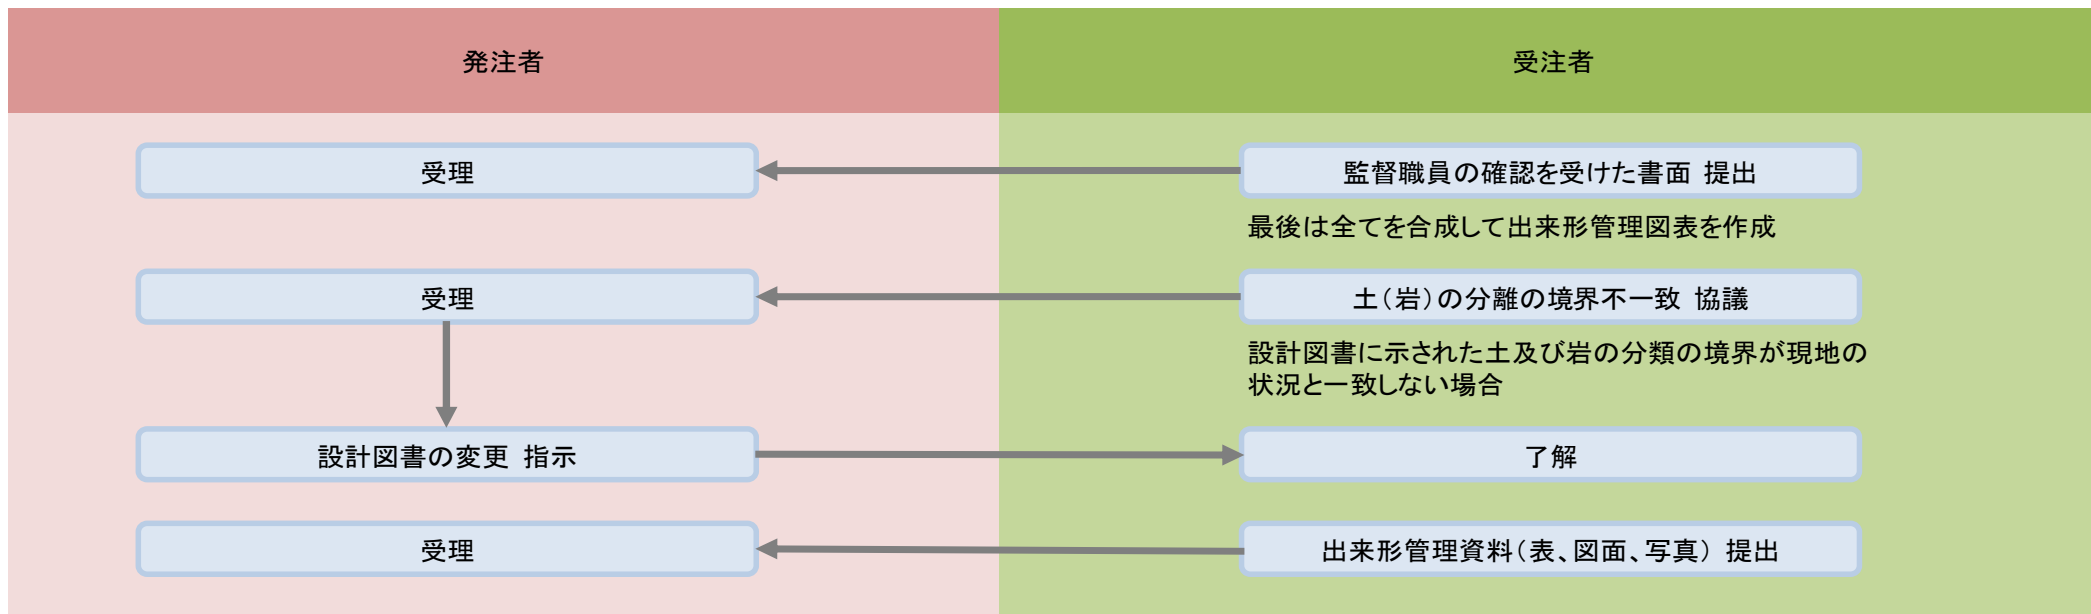 発注者
受注者
受理
監督職員の確認を受けた書面 提出
最後は全てを合成して出来形管理図表を作成
受理
土(岩)の分離の境界不一致 協議
設計図書に示された土及び岩の分類の境界が現地の
状況と一致しない場合
設計図書の変更 指示
了解
受理
出来形管理資料(表、図面、写真) 提出